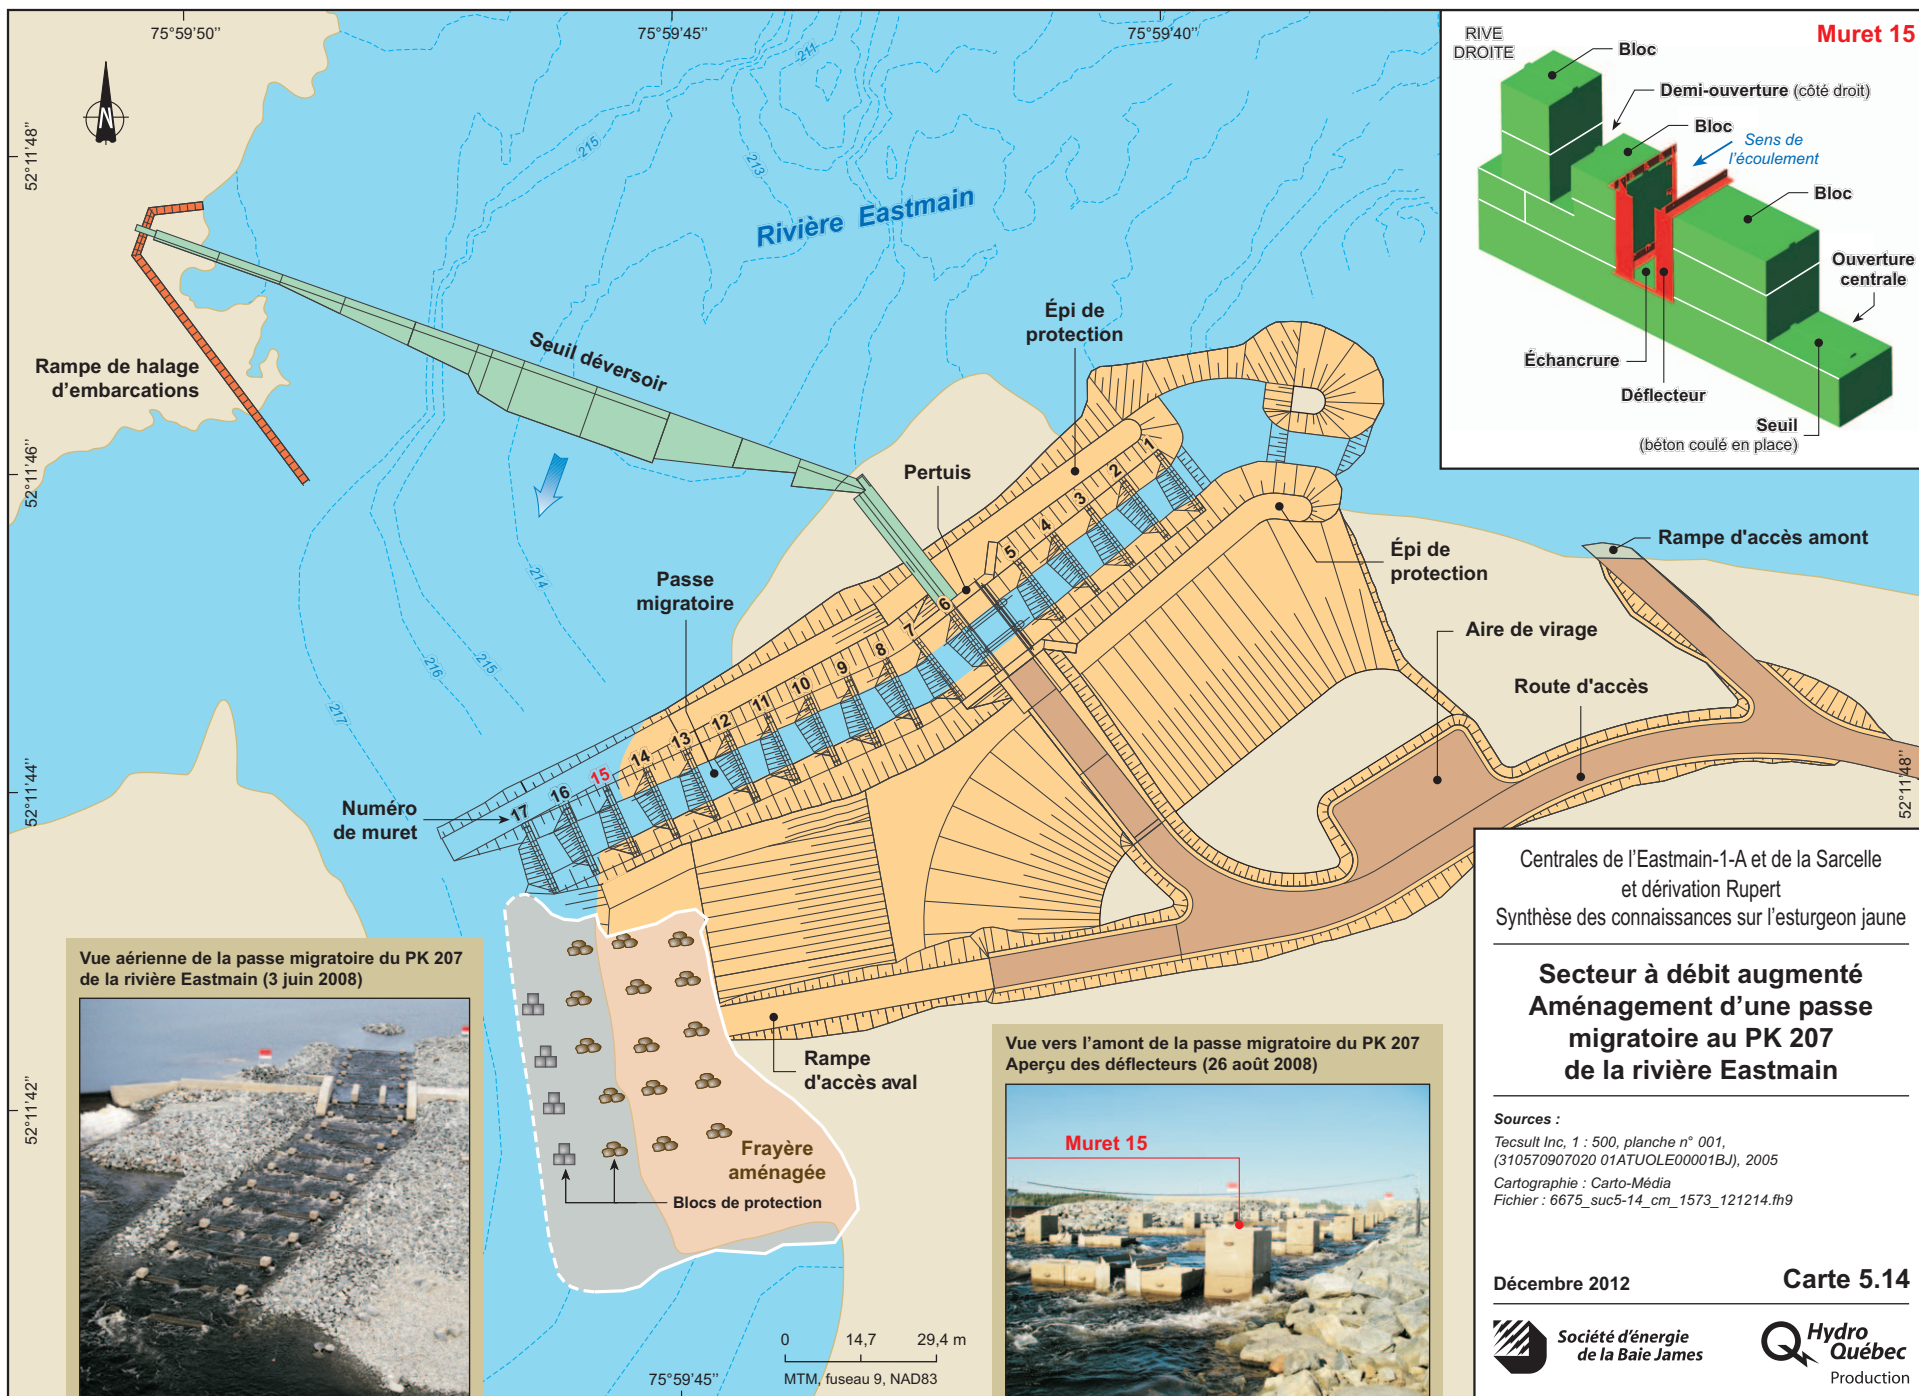 75°59'50"
75°59'45"
75°59'40"
52°11'48"
52°11'46"
52°11'44"
52°11'42"
N
211
215
213
Rivière Eastmain
Rampe de halage
d'embarcations
Seuil déversoir
Épi de
protection
Pertuis
Passe
migratoire
214
215
216
217
1
2
3
4
5
6
7
8
9
10
11
12
13
14
15
16
17
Numéro
de muret
Épi de
protection
Rampe d'accès amont
Aire de virage
Route d'accès
52°11'48"
Rampe
d'accès aval
Frayère
aménagée
Blocs de protection
0 14,7 29,4 m
MTM, fuseau 9, NAD83
75°59'45"
RIVE
DROITE
Muret 15
Bloc
Demi-ouverture (côté droit)
Bloc
Sens de
l'écoulement
Bloc
Ouverture
centrale
Échancrure
Déflecteur
Seuil
(béton coulé en place)
Vue aérienne de la passe migratoire du PK 207
de la rivière Eastmain (3 juin 2008)
Vue vers l'amont de la passe migratoire du PK 207
Aperçu des déflecteurs (26 août 2008)
Muret 15
Centrales de l'Eastmain-1-A et de la Sarcelle
et dérivation Rupert
Synthèse des connaissances sur l'esturgeon jaune
Secteur à débit augmenté
Aménagement d'une passe
migratoire au PK 207
de la rivière Eastmain
Sources :
Tecsult Inc, 1 : 500, planche n° 001,
(310570907020 01ATUOLE00001BJ), 2005
Cartographie : Carto-Média
Fichier : 6675_suc5-14_cm_1573_121214.fh9
Décembre 2012
Carte 5.14
Société d'énergie
de la Baie James
Hydro
Québec
Production